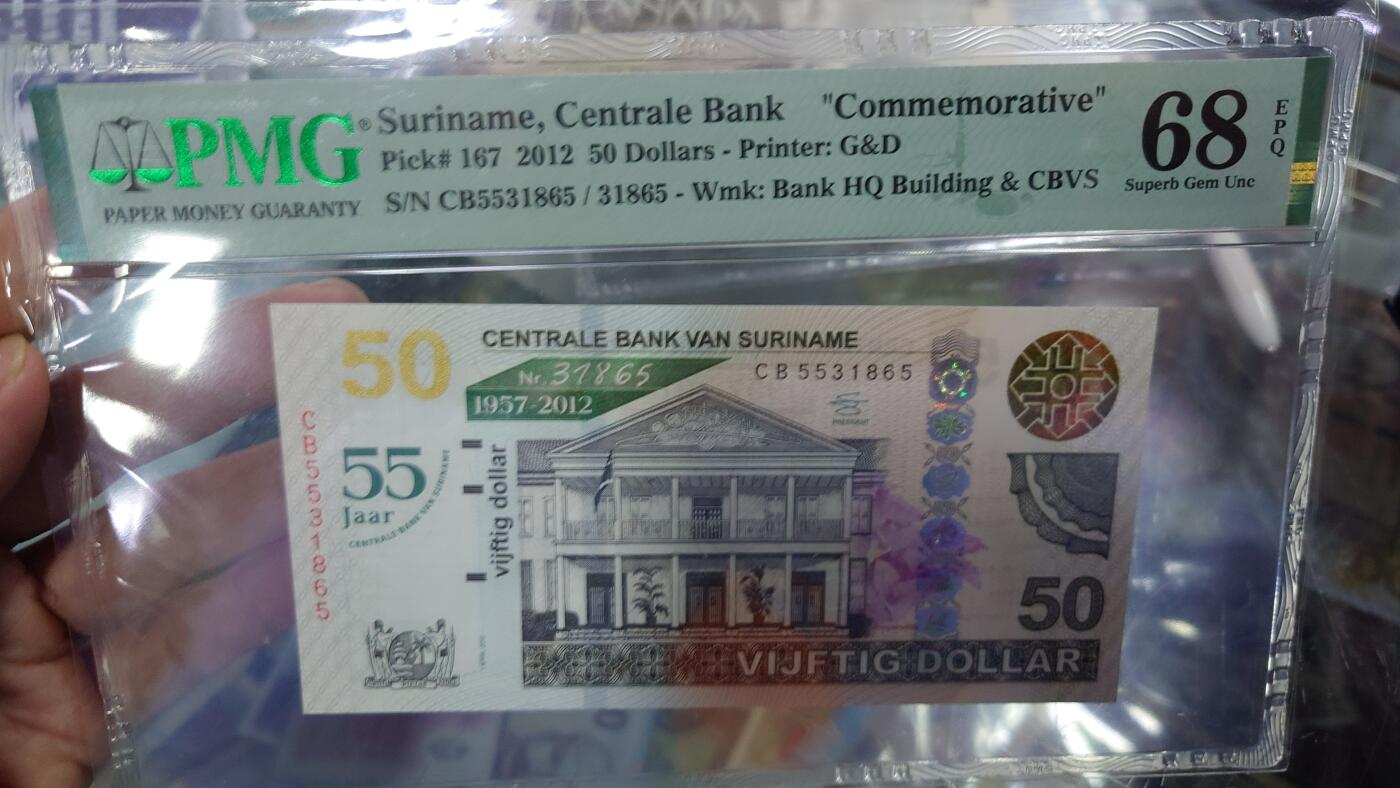 CANADA
PMG® Suriname, Centrale Bank "Commemorative" 68 EPQ
Pick# 167 2012 50 Dollars - Printer: G&D
S/N CB5531865 / 31865 - Wmk: Bank HQ Building & CBVS
Superb Gem Unc
PAPER MONEY GUARANTY
50
CENTRALE BANK VAN SURINAME
Nr. 31865
CB5531865
1957-2012
CB5531865
55
Jaar
CENTRALE BANK VAN SURINAME
vijftig dollar
50
VIJFTIG DOLLAR